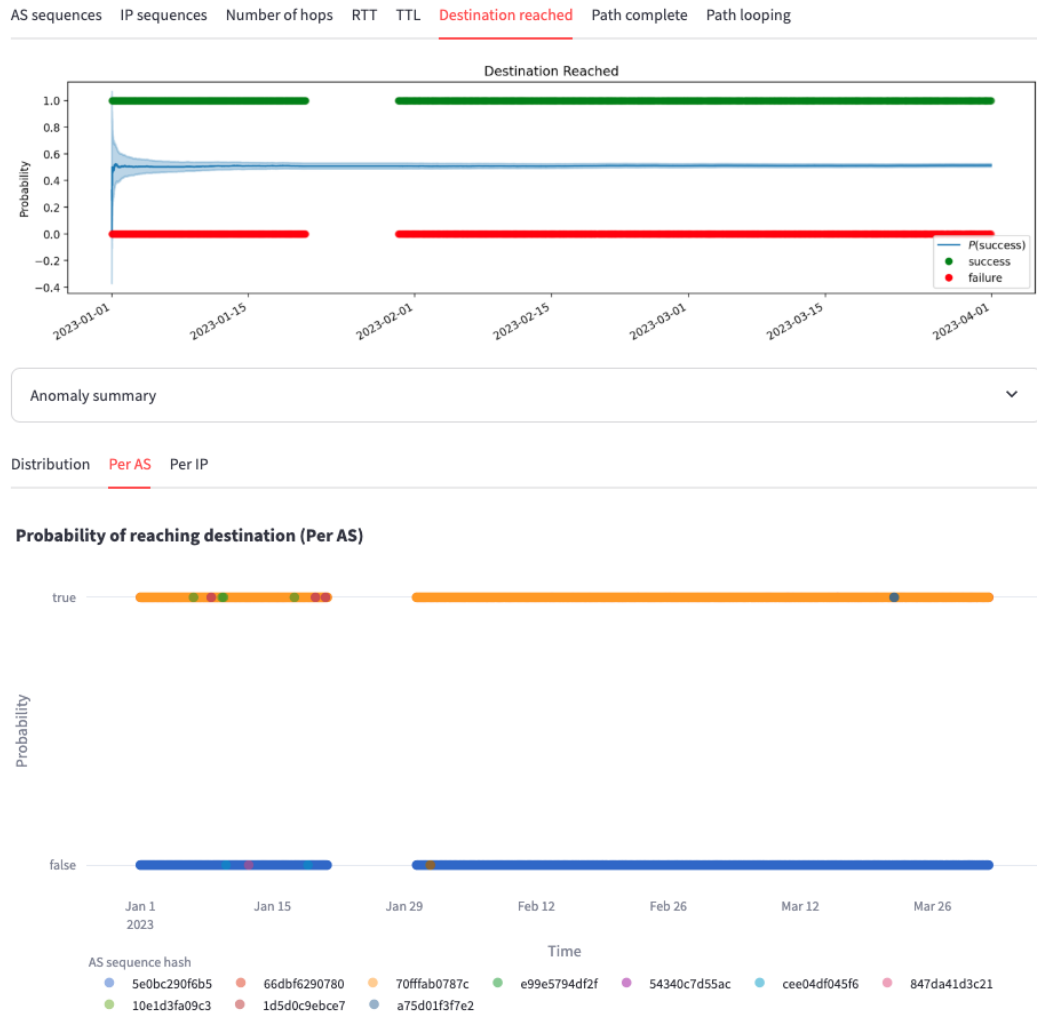 AS sequences IP sequences Number of hops RTT TTL Destination reached Path complete Path looping
Destination Reached
Probability
1.0
0.8
0.6
0.4
0.2
0.0
−0.2
−0.4
P(success)
success
failure
2023-01-01 2023-01-15 2023-02-01 2023-02-15 2023-03-01 2023-03-15 2023-04-01
Anomaly summary
Distribution Per AS Per IP
Probability of reaching destination (Per AS)
true
Probability
false
Jan 1 Jan 15 Jan 29 Feb 12 Feb 26 Mar 12 Mar 26
2023
Time
AS sequence hash
5e0bc290f6b5 66dbf6290780 70fffab0787c e99e5794df2f 54340c7d55ac cee04df045f6 847da41d3c21
10e1d3fa09c3 1d5d0c9ebce7 a75d01f3f7e2